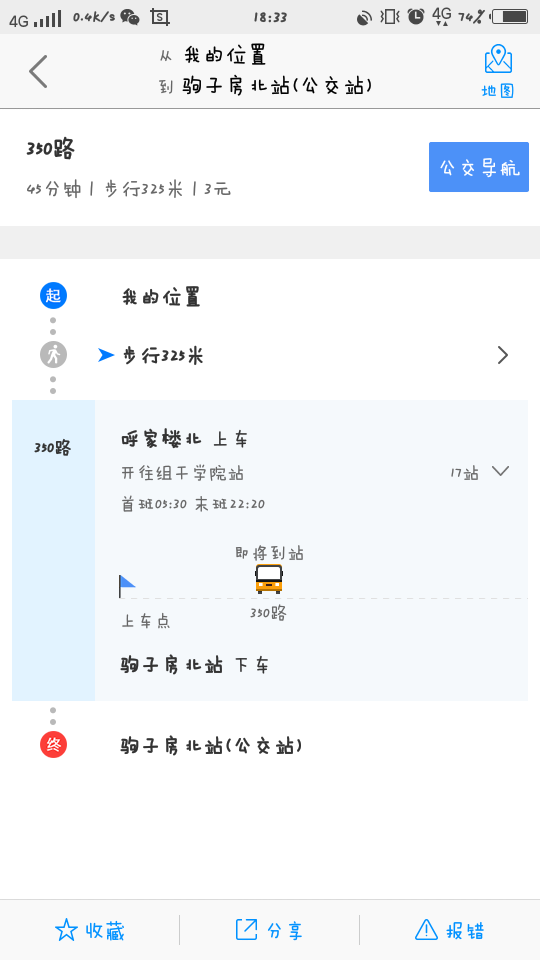 4G 0.4k/s 18:33 4G 74%
从 我的位置
到 驹子房北站(公交站)
地图
350路
45分钟 | 步行325米 | 3元
公交导航
起 我的位置
步行325米
350路
呼家楼北 上车
开往组干学院站 17站
首班05:30 末班22:20
即将到站
350路
上车点
驹子房北站 下车
终 驹子房北站(公交站)
收藏 分享 报错